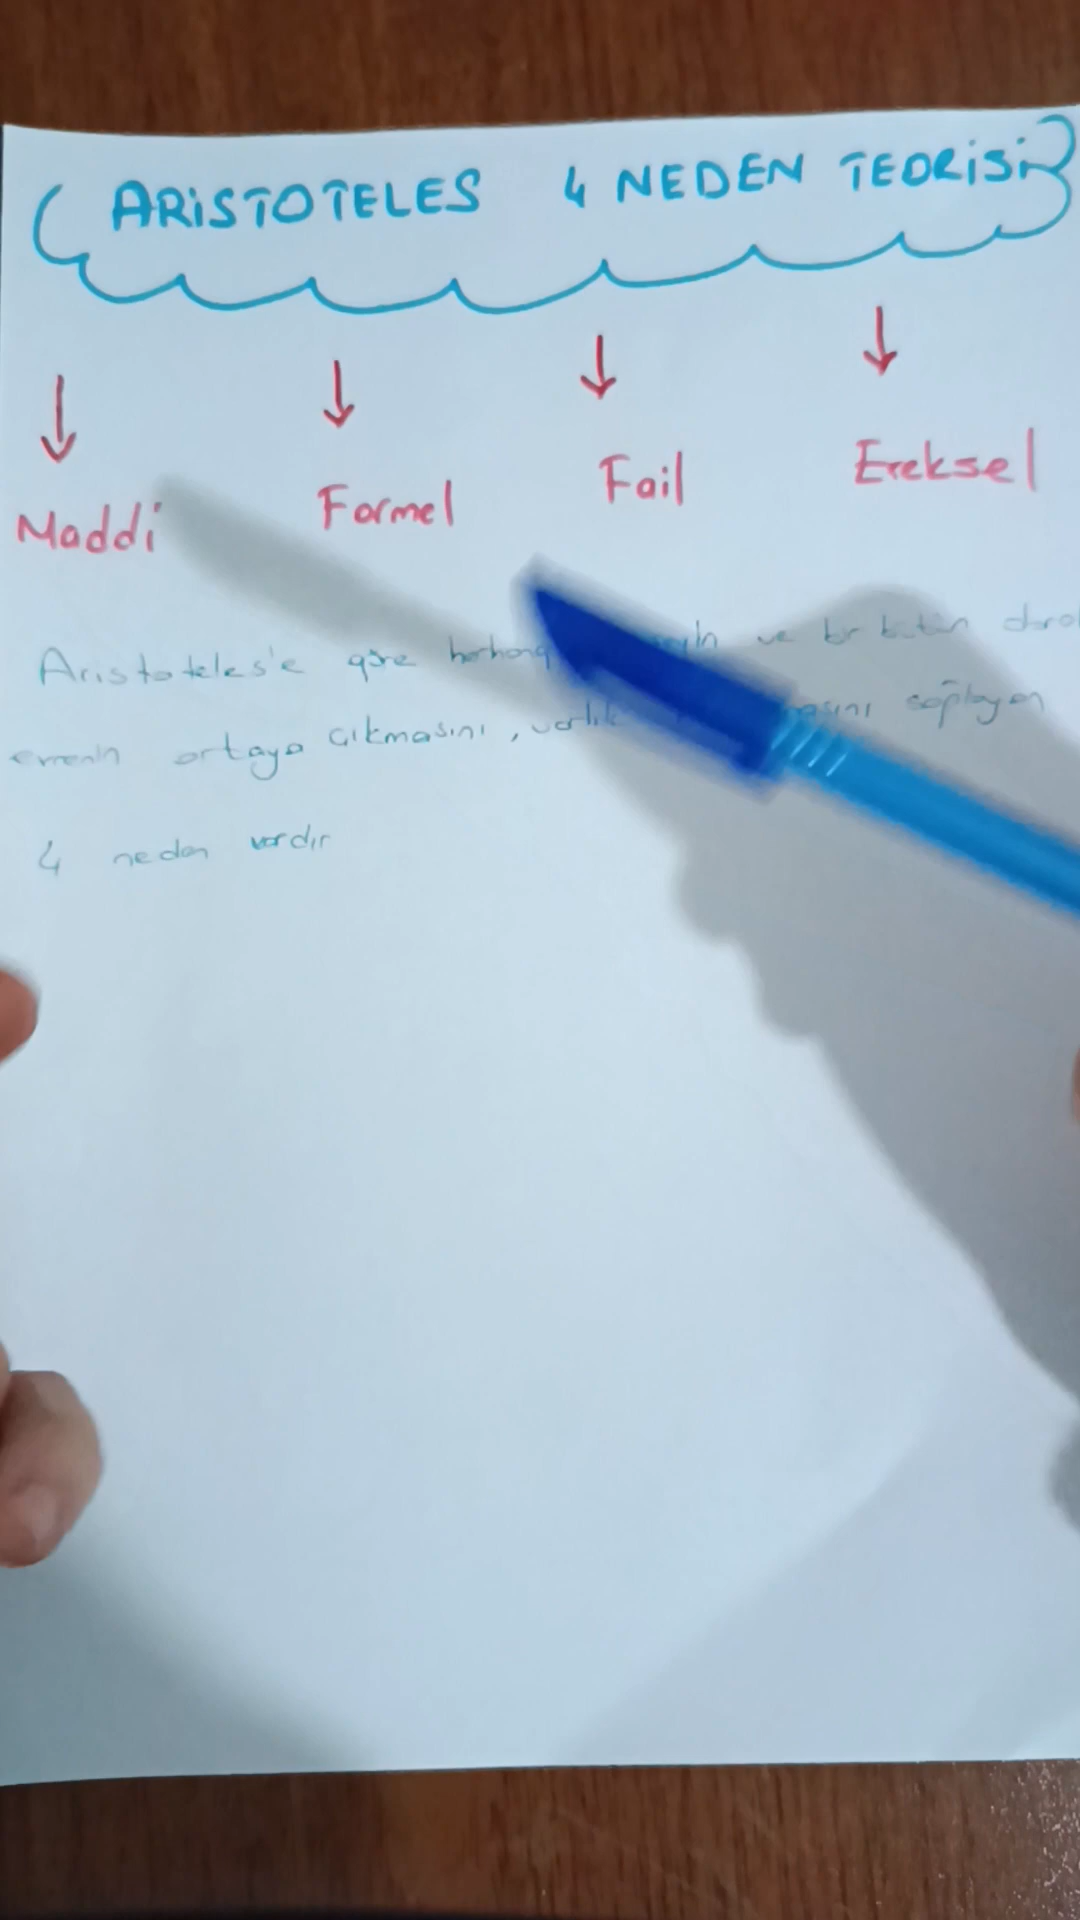 ARİSTOTELES 4 NEDEN TEORİSİ
Maddi Formel Fail Ereksel
Aristoteles'e göre ve bir bütün
evrenin ortaya çıkmasını, sağlayan
4 neden vardır